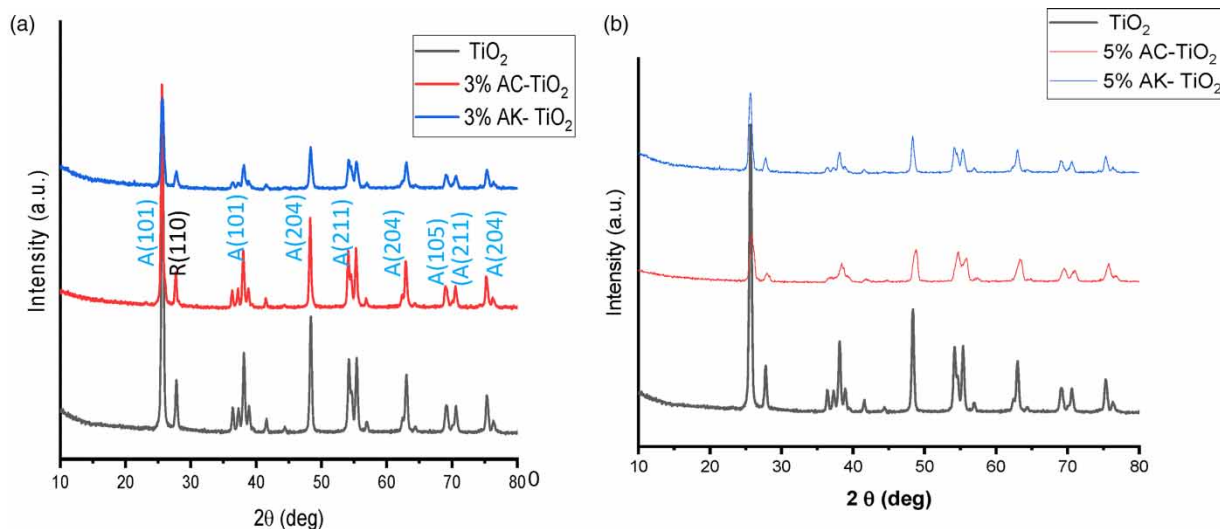 (a)
TiO2
3% AC-TiO2
3% AK- TiO2
Intensity (a.u.)
A(101)
R(110)
A(101)
A(204)
A(211)
A(204)
A(105)
(A(211)
A(204)
10 20 30 40 50 60 70 80 0
2θ (deg)
(b)
TiO2
5% AC-TiO2
5% AK- TiO2
Intensity (a.u.)
10 20 30 40 50 60 70 80
2 θ (deg)